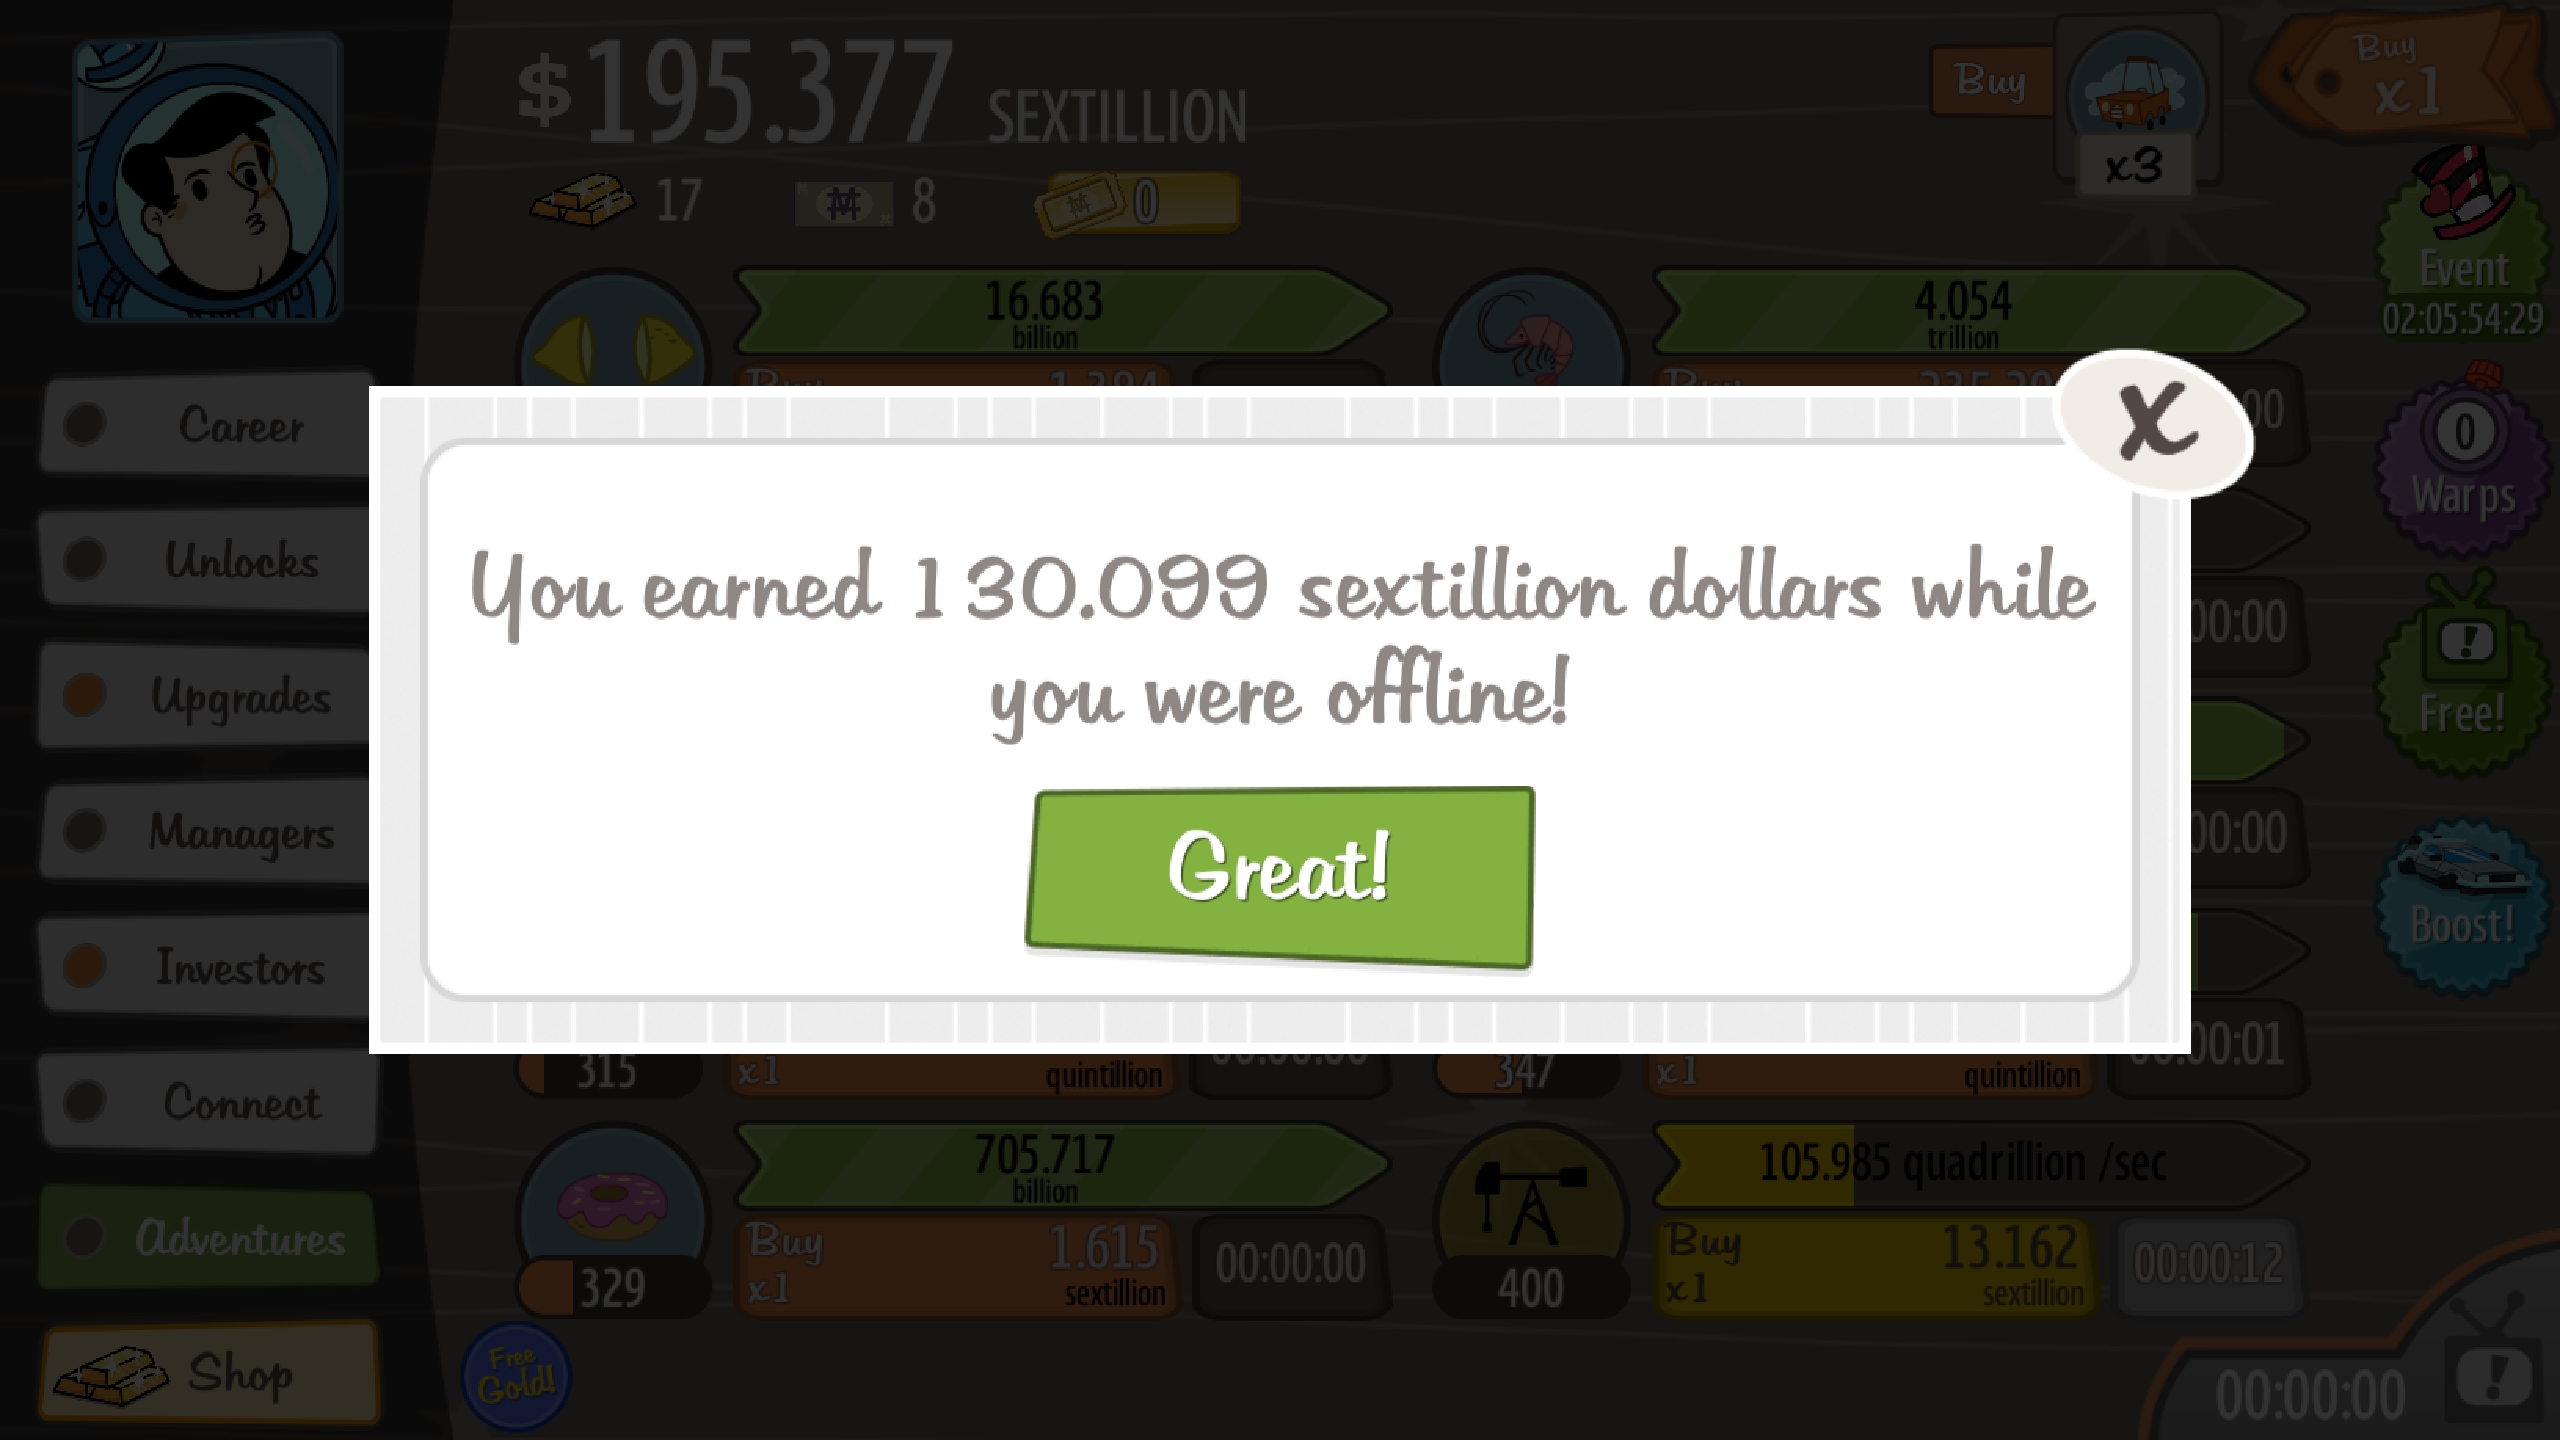 $195.377 SEXTILLION
17
8
0
Buy
x3
Buy
x1
Event
02:05:54:29
0
Warps
Free!
Boost!
Career
Unlocks
Upgrades
Managers
Investors
Connect
Adventures
Shop
16.683
billion
4.054
trillion
You earned 130.099 sextillion dollars while
you were offline!
Great!
X
315
x1
quintillion
347
x1
quintillion
705.717
billion
Buy
x1
1.615
sextillion
00:00:00
329
105.985 quadrillion /sec
Buy
x1
13.162
sextillion
00:00:12
400
Free
Gold!
00:00:00